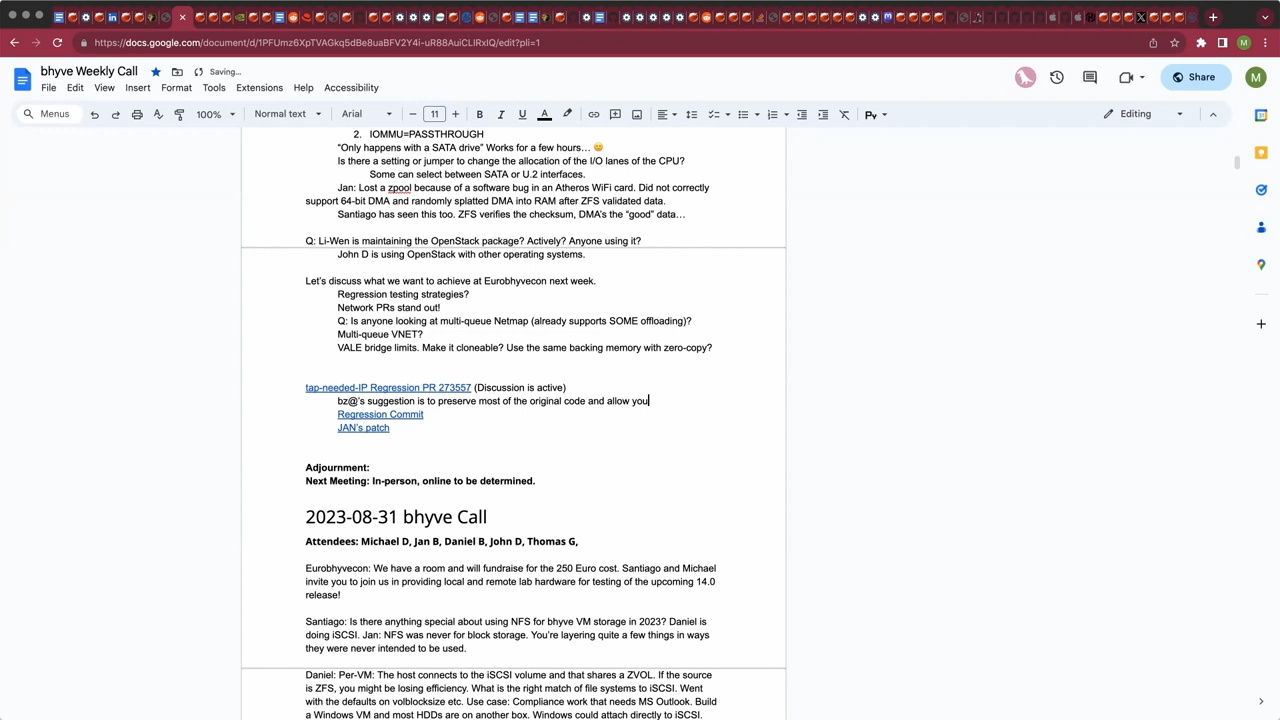 https://docs.google.com/document/d/1PFUmz6XpTVAGkq5dBe8uaBFV2Y4i-uR88AuiCLIRxIQ/edit?pli=1
M
bhyve Weekly Call
Saving...
File Edit View Insert Format Tools Extensions Help Accessibility
Share
M
Menus
100%
Normal text
Arial
11
B I U A
Editing
2. IOMMU=PASSTHROUGH
“Only happens with a SATA drive” Works for a few hours… 😀
Is there a setting or jumper to change the allocation of the I/O lanes of the CPU?
Some can select between SATA or U.2 interfaces.
Jan: Lost a zpool because of a software bug in an Atheros WiFi card. Did not correctly
support 64-bit DMA and randomly splatted DMA into RAM after ZFS validated data.
Santiago has seen this too. ZFS verifies the checksum, DMA’s the “good” data…
Q: Li-Wen is maintaining the OpenStack package? Actively? Anyone using it?
John D is using OpenStack with other operating systems.
Let’s discuss what we want to achieve at Eurobhyvecon next week.
Regression testing strategies?
Network PRs stand out!
Q: Is anyone looking at multi-queue Netmap (already supports SOME offloading)?
Multi-queue VNET?
VALE bridge limits. Make it cloneable? Use the same backing memory with zero-copy?
tap-needed-IP Regression PR 273557 (Discussion is active)
bz@’s suggestion is to preserve most of the original code and allow you
Regression Commit
JAN’s patch
Adjournment:
Next Meeting: In-person, online to be determined.
2023-08-31 bhyve Call
Attendees: Michael D, Jan B, Daniel B, John D, Thomas G,
Eurobhyvecon: We have a room and will fundraise for the 250 Euro cost. Santiago and Michael
invite you to join us in providing local and remote lab hardware for testing of the upcoming 14.0
release!
Santiago: Is there anything special about using NFS for bhyve VM storage in 2023? Daniel is
doing iSCSI. Jan: NFS was never for block storage. You’re layering quite a few things in ways
they were never intended to be used.
Daniel: Per-VM: The host connects to the iSCSI volume and that shares a ZVOL. If the source
is ZFS, you might be losing efficiency. What is the right match of file systems to iSCSI. Went
with the defaults on volblocksize etc. Use case: Compliance work that needs MS Outlook. Build
a Windows VM and most HDDs are on another box. Windows could attach directly to iSCSI.